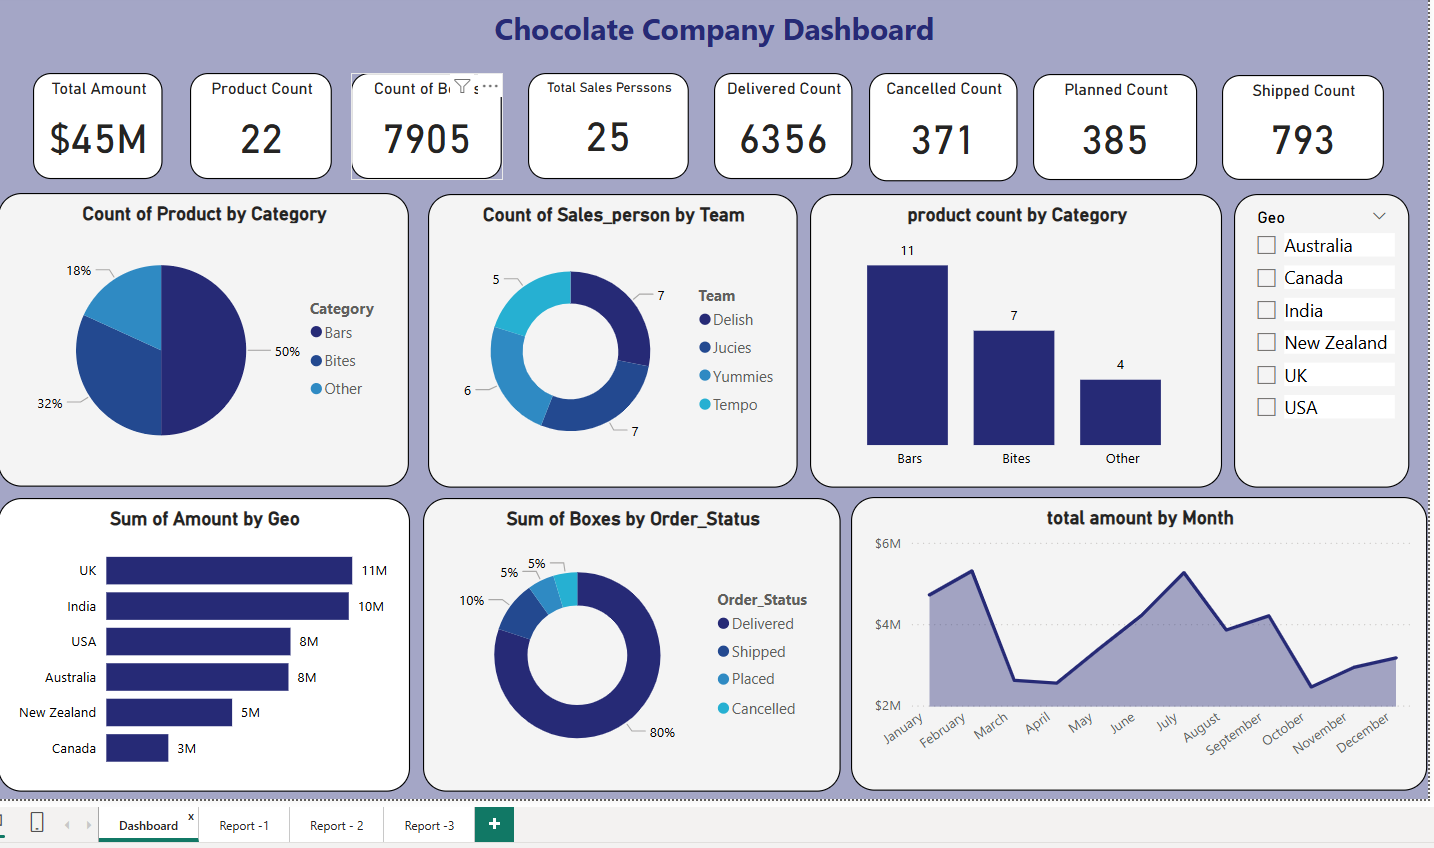 Chocolate Company Dashboard
Total Amount
$45M
Product Count
22
Count of B s
7905
Total Sales Perssons
25
Delivered Count
6356
Cancelled Count
371
Planned Count
385
Shipped Count
793
Count of Product by Category
18%
50%
32%
Category
Bars
Bites
Other
Count of Sales_person by Team
5
7
6
7
Team
Delish
Jucies
Yummies
Tempo
product count by Category
11
7
4
Bars
Bites
Other
Geo
Australia
Canada
India
New Zealand
UK
USA
Sum of Amount by Geo
UK 11M
India 10M
USA 8M
Australia 8M
New Zealand 5M
Canada 3M
Sum of Boxes by Order_Status
5%
5%
10%
80%
Order_Status
Delivered
Shipped
Placed
Cancelled
total amount by Month
$6M
$4M
$2M
January
February
March
April
May
June
July
August
September
October
November
December
Dashboard x
Report -1
Report - 2
Report -3
+